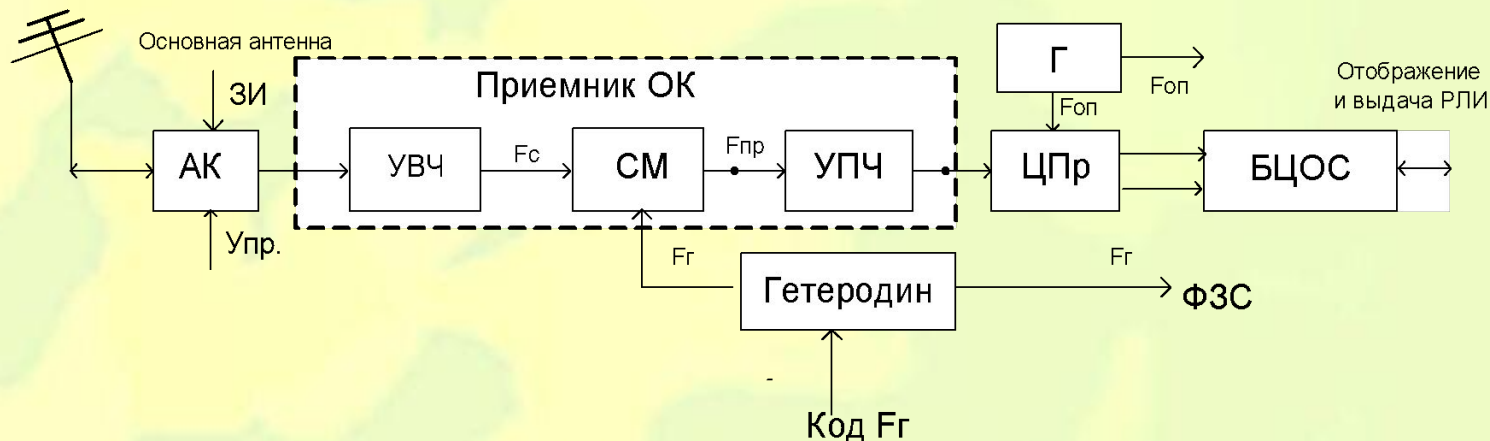 Основная антенна
ЗИ
Приемник ОК
Г
Fоп
Fоп
Отображение
и выдача РЛИ
АК
УВЧ
Fс
СМ
Fпр
УПЧ
ЦПр
БЦОС
Упр.
Fг
Гетеродин
Fг
ФЗС
-
Код Fг